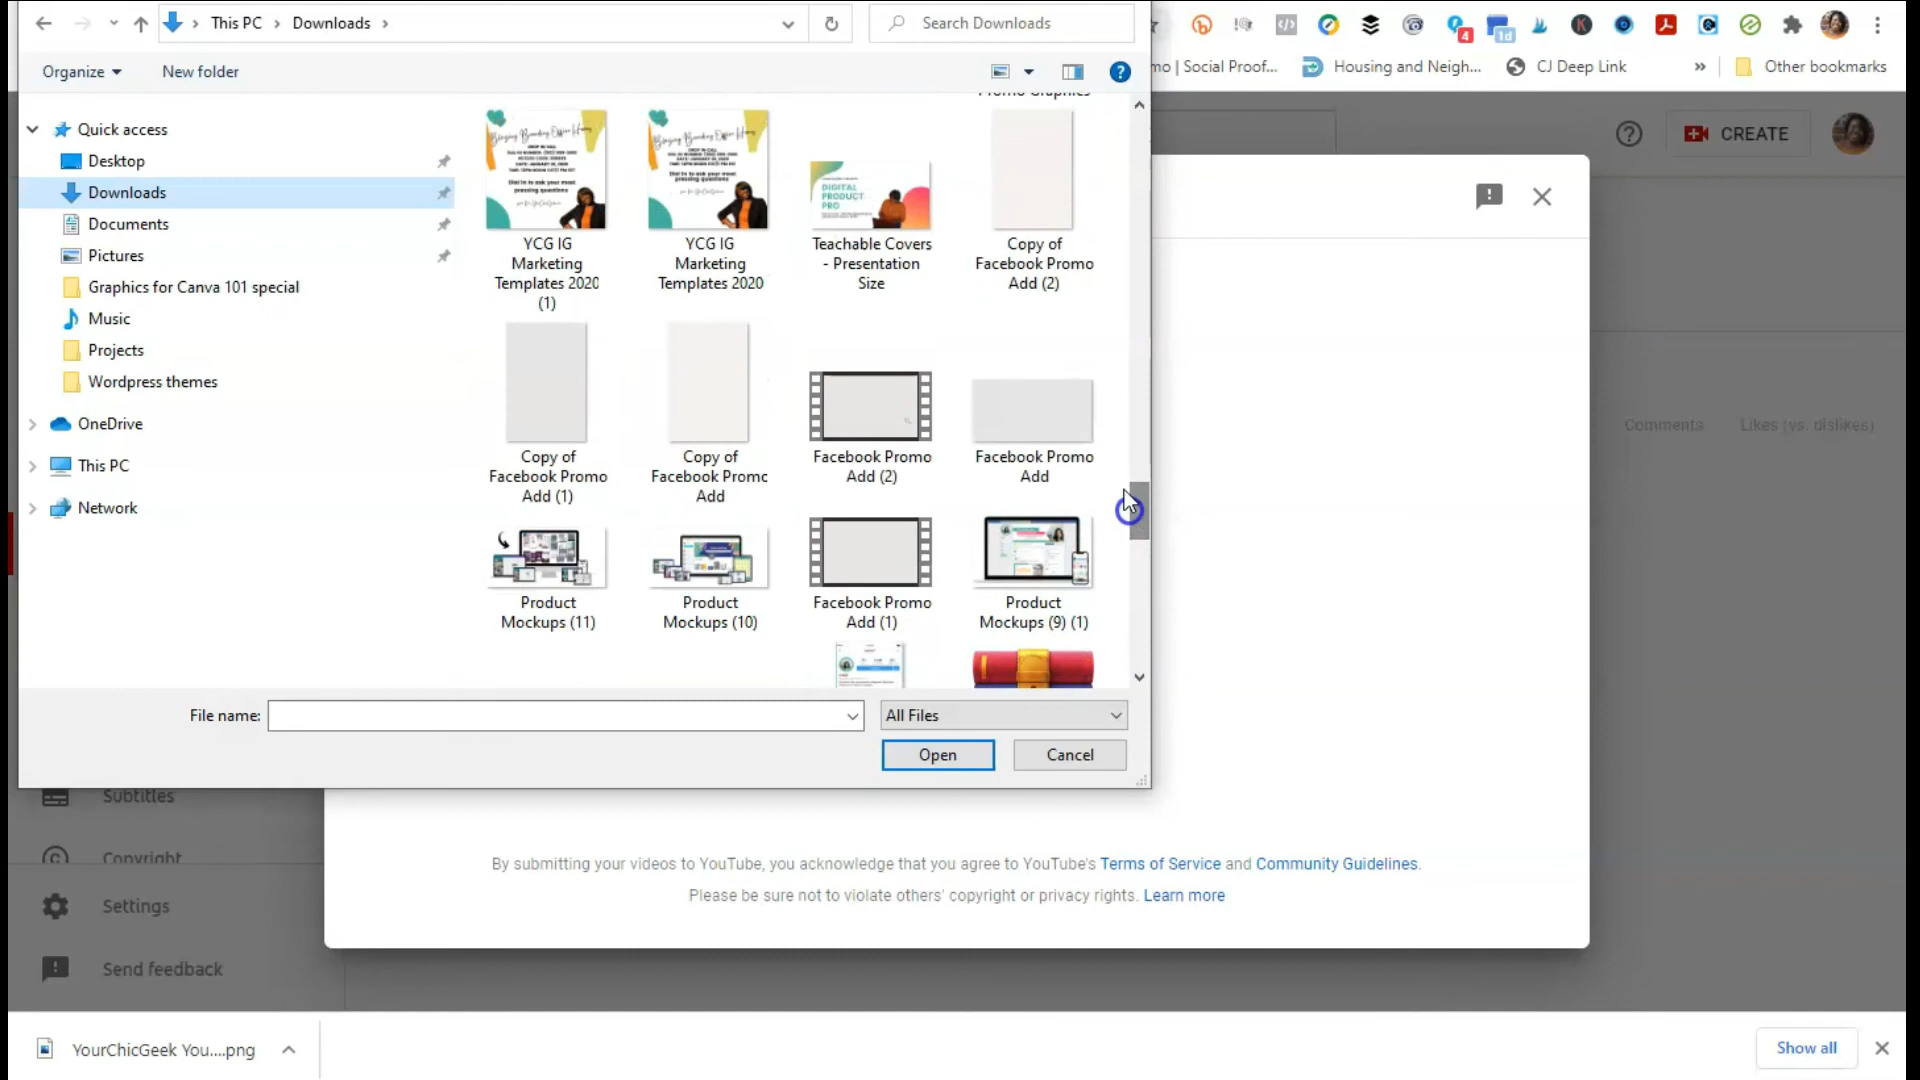 This PC
Downloads
Search Downloads
mo | Social Proof...
Housing and Neigh...
CJ Deep Link
Other bookmarks
4
1d
Organize
New folder
Promo Graphics
Quick access
Desktop
Downloads
Documents
Pictures
Graphics for Canva 101 special
Music
Projects
Wordpress themes
OneDrive
This PC
Network
DIGITAL
PRODUCT
PRO
YCG IG
Marketing
Templates 2020
(1)
YCG IG
Marketing
Templates 2020
Teachable Covers
- Presentation
Size
Copy of
Facebook Promo
Add (2)
Copy of
Facebook Promo
Add (1)
Copy of
Facebook Promc
Add
Facebook Promo
Add (2)
Facebook Promo
Add
Product
Mockups (11)
Product
Mockups (10)
Facebook Promo
Add (1)
Product
Mockups (9) (1)
File name:
All Files
Open
Cancel
CREATE
Comments
Likes (vs. dislikes)
Subtitles
Copyright
Settings
Send feedback
By submitting your videos to YouTube, you acknowledge that you agree to YouTube's Terms of Service and Community Guidelines.
Please be sure not to violate others' copyright or privacy rights. Learn more
YourChicGeek You....png
Show all